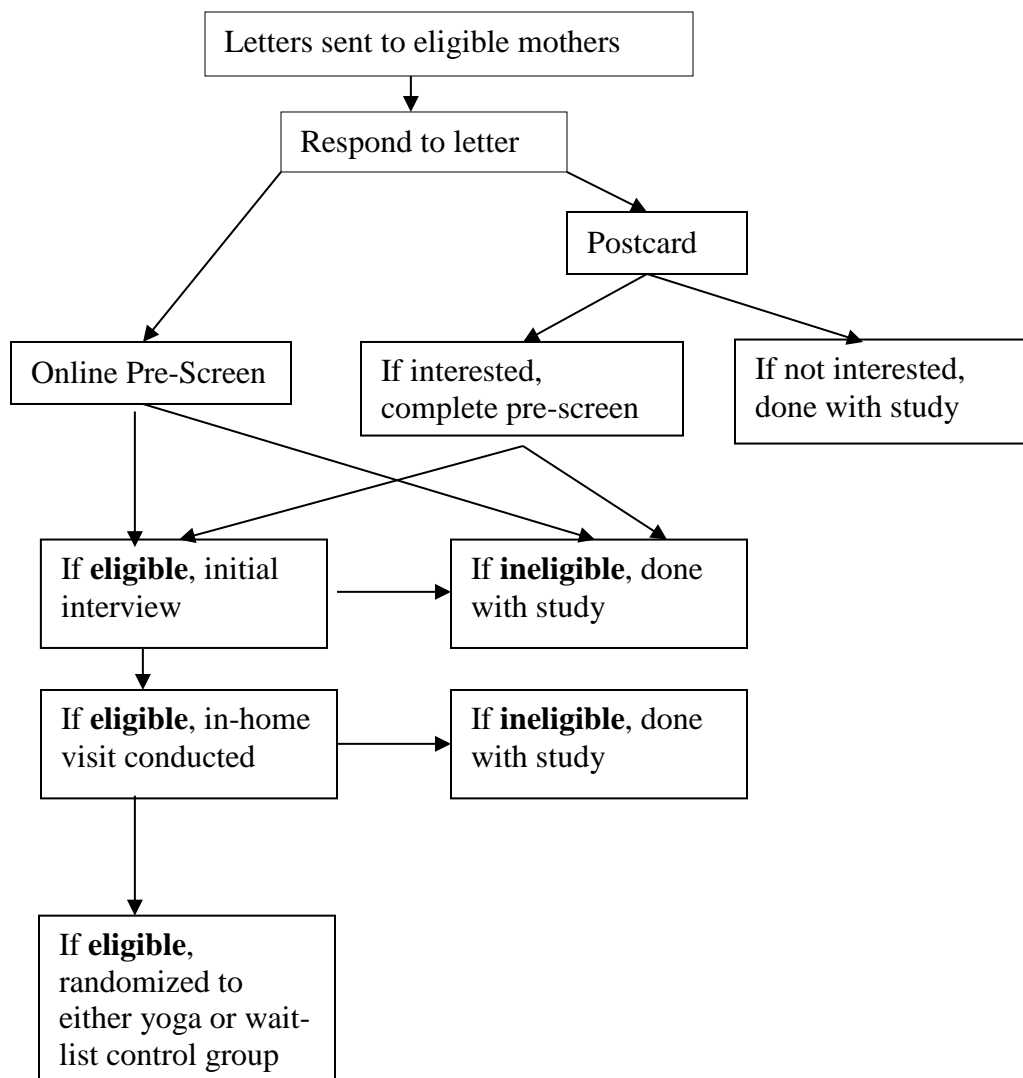 Letters sent to eligible mothers
Respond to letter
Postcard
Online Pre-Screen
If interested,
complete pre-screen
If not interested,
done with study
If eligible, initial
interview
If ineligible, done
with study
If eligible, in-home
visit conducted
If ineligible, done
with study
If eligible,
randomized to
either yoga or wait-
list control group